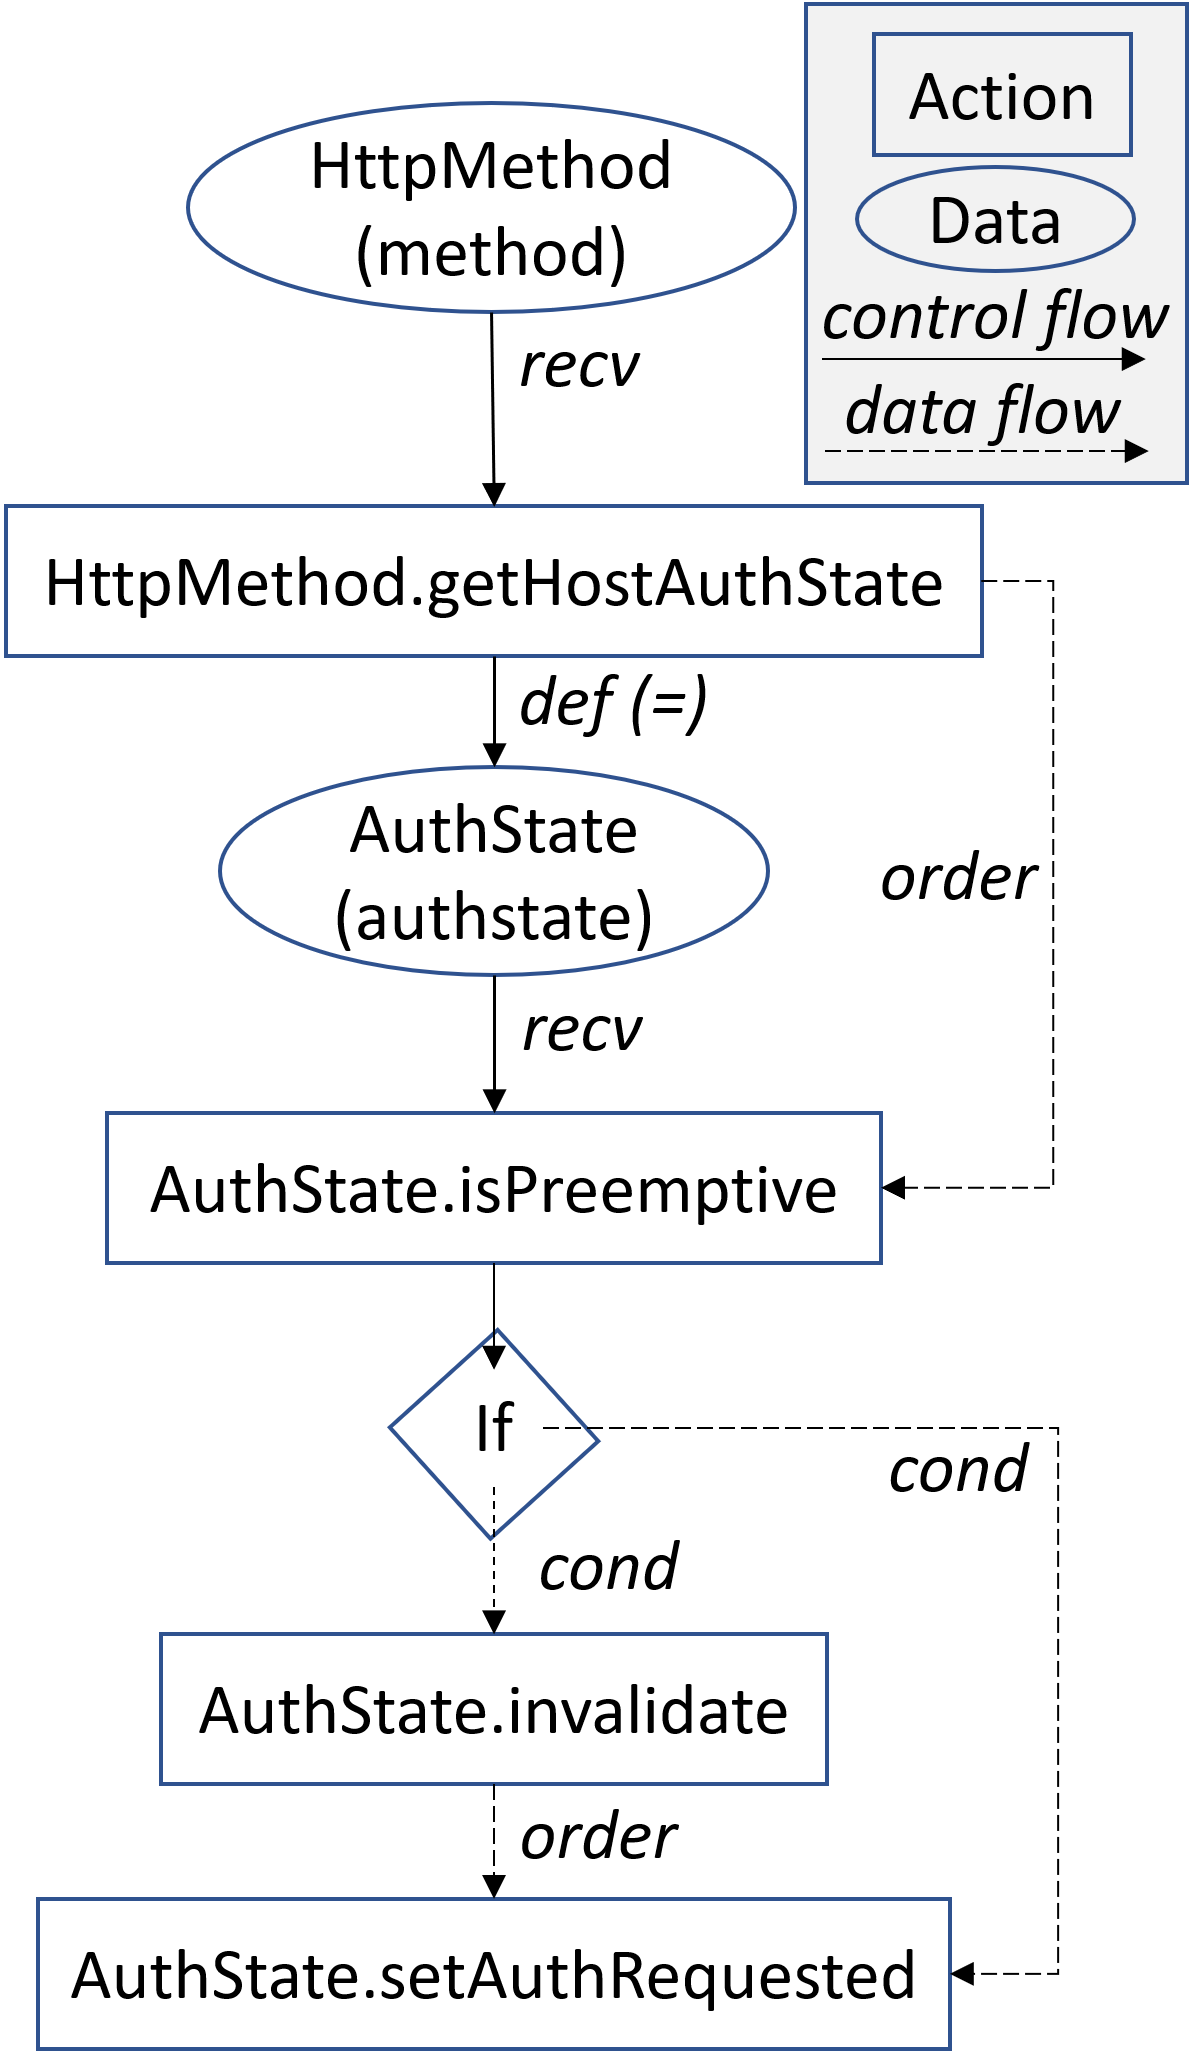 Action
Data
control flow
data flow
HttpMethod
(method)
recv
HttpMethod.getHostAuthState
def (=)
AuthState
(authstate)
order
recv
AuthState.isPreemptive
If
cond
cond
AuthState.invalidate
order
AuthState.setAuthRequested